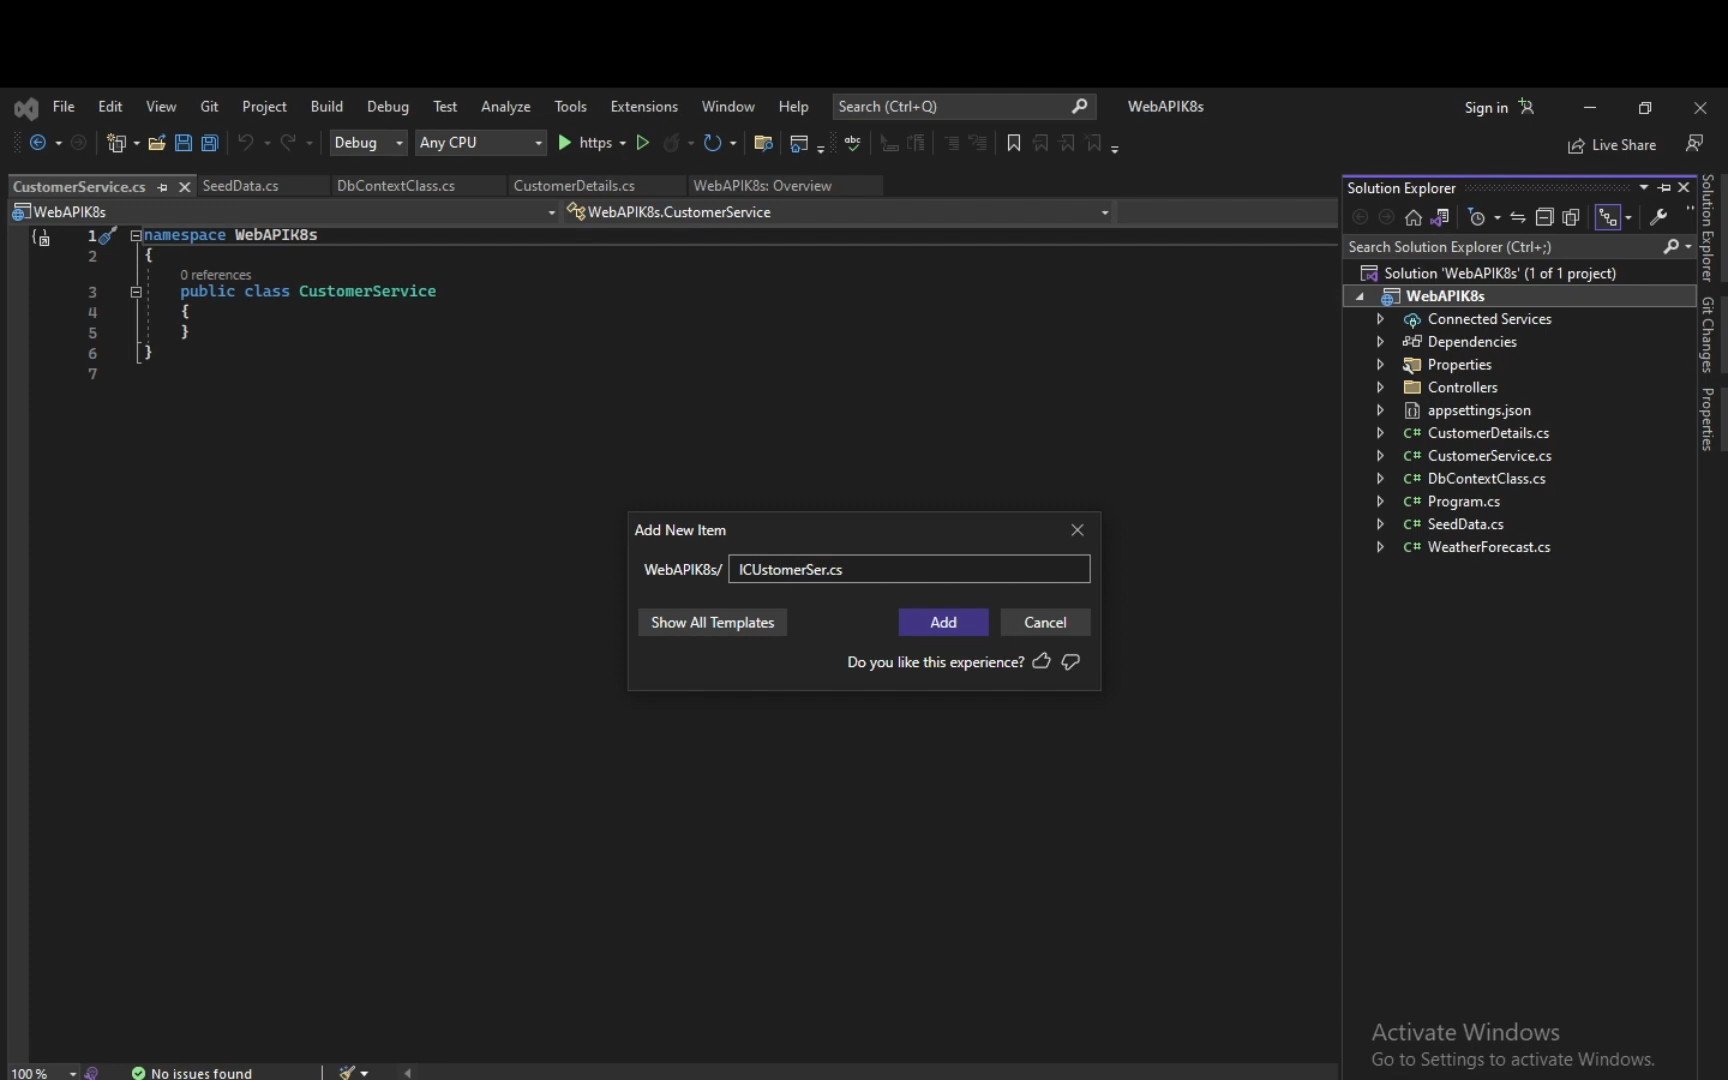 File Edit View Git Project Build Debug Test Analyze Tools Extensions Window Help Search (Ctrl+Q) WebAPIK8s Sign in
Debug Any CPU https Live Share
CustomerService.cs SeedData.cs DbContextClass.cs CustomerDetails.cs WebAPIK8s: Overview
WebAPIK8s WebAPIK8s.CustomerService
1 namespace WebAPIK8s
2 {
0 references
3 public class CustomerService
4 {
5 }
6 }
7
Add New Item
WebAPIK8s/ ICUstomerSer.cs
Show All Templates Add Cancel
Do you like this experience?
Solution Explorer
Search Solution Explorer (Ctrl+;)
Solution 'WebAPIK8s' (1 of 1 project)
WebAPIK8s
Connected Services
Dependencies
Properties
Controllers
appsettings.json
C# CustomerDetails.cs
C# CustomerService.cs
C# DbContextClass.cs
C# Program.cs
C# SeedData.cs
C# WeatherForecast.cs
Solution Explorer
Git Changes
Properties
Activate Windows
Go to Settings to activate Windows.
100 % No issues found